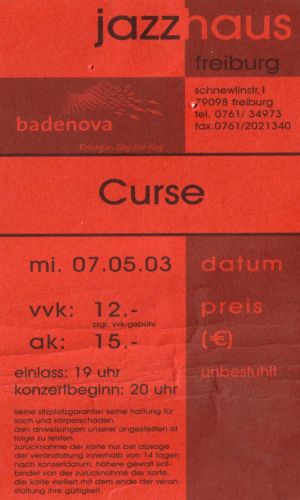 jazzhaus
freiburg
schnewlinstr.1
79098 freiburg
tel. 0761/ 34973
fax.0761/2021340
badenova
Energie. Tag für Tag
Curse
mi. 07.05.03 datum
vvk: 12.- preis
zzgl. vvk-gebühr
(€)
ak: 15.-
einlass: 19 uhr unbestuhlt
konzertbeginn: 20 uhr
keine sitzplatzgarantie! keine haftung für
sach und körperschäden.
den anweisungen unserer angestellten ist
folge zu leisten.
zurücknahme der karte nur bei absage
der veranstaltung innerhalb von 14 tagen
nach konzertdatum. höhere gewalt ent-
bindet von der zurücknahme der karte.
die karte verliert mit dem ende der veran-
staltung ihre gültigkeit.